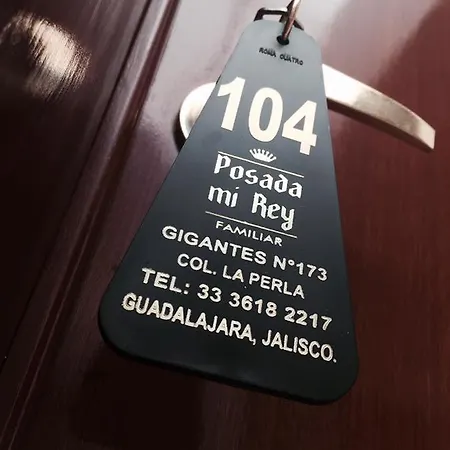 ROMA CUATRO
104
Posada
mi Rey
FAMILIAR
GIGANTES N°173
COL. LA PERLA
TEL: 33 3618 2217
GUADALAJARA, JALISCO.